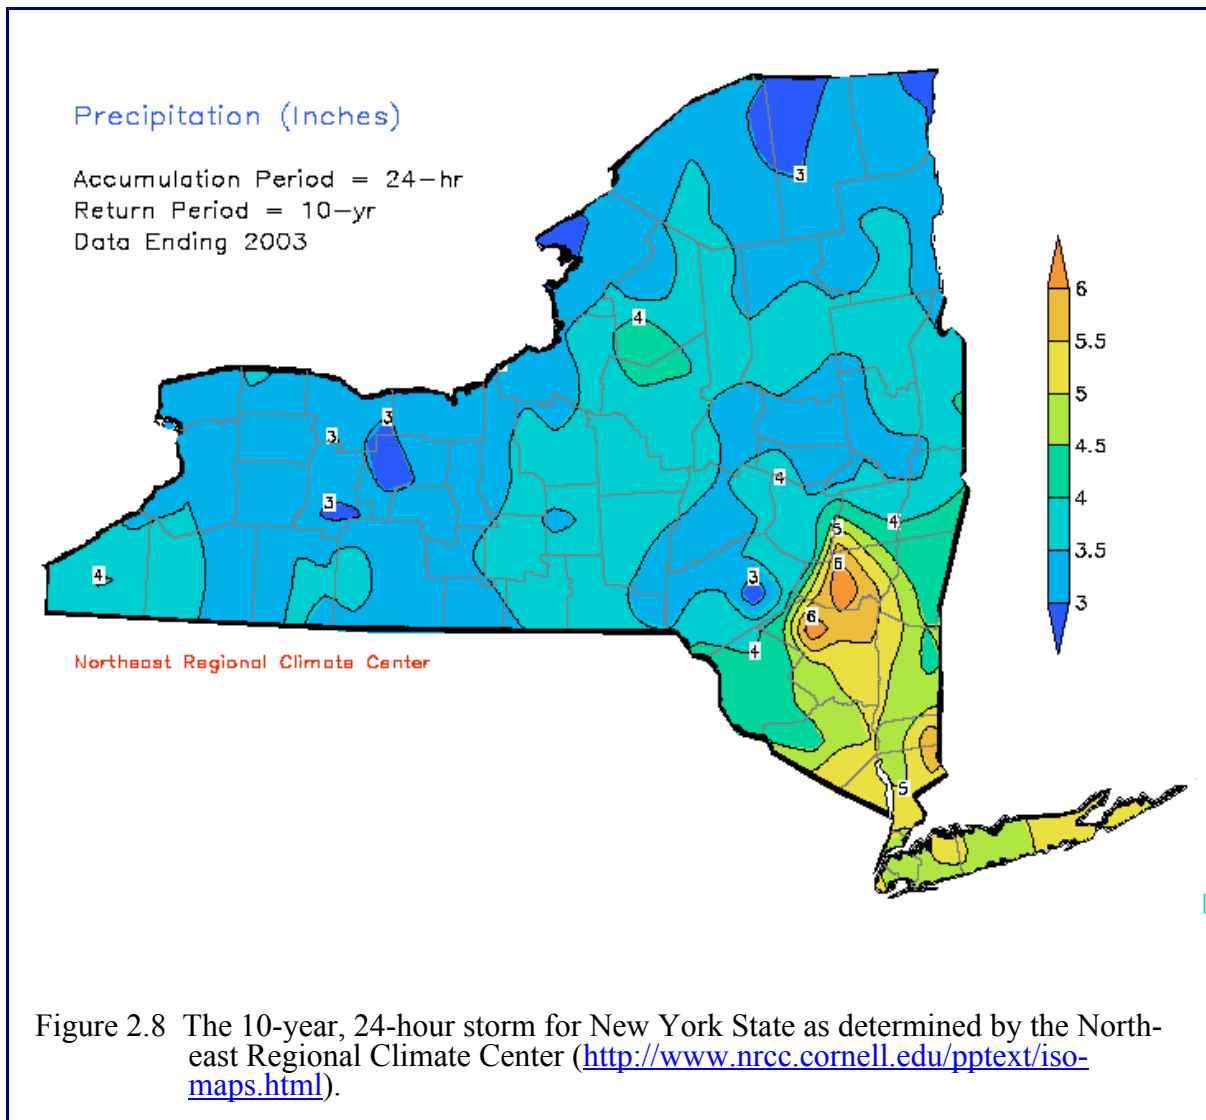 Precipitation (Inches)
Accumulation Period = 24-hr
Return Period = 10-yr
Data Ending 2003
3
4
3
3
3
4
4
5
6
3
6
4
4
5
6
5.5
5
4.5
4
3.5
3
Northeast Regional Climate Center
Figure 2.8 The 10-year, 24-hour storm for New York State as determined by the North-
east Regional Climate Center (http://www.nrcc.cornell.edu/pptext/iso-
maps.html).